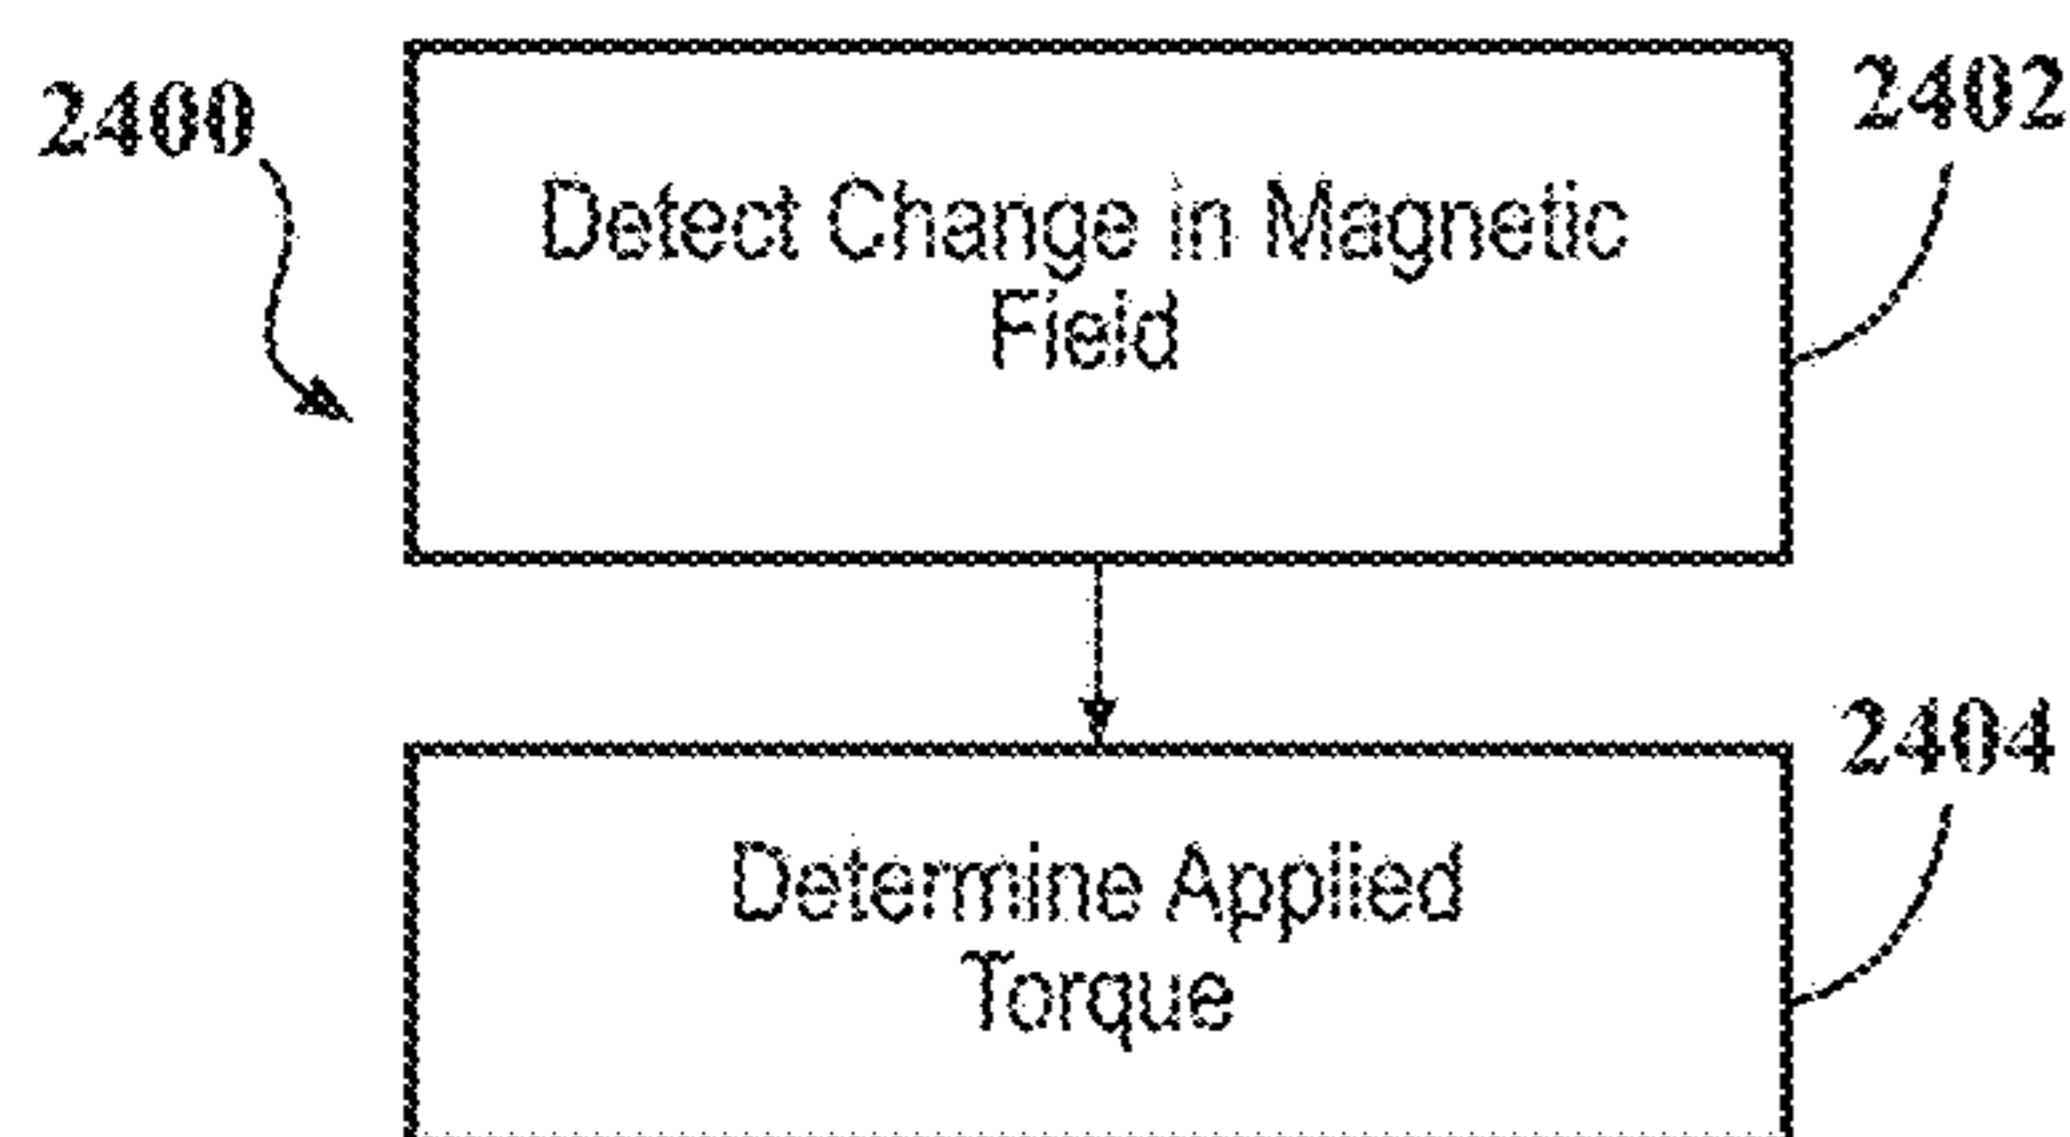 2400
2402
Detect Change in Magnetic
Field
2404
Determine Applied
Torque